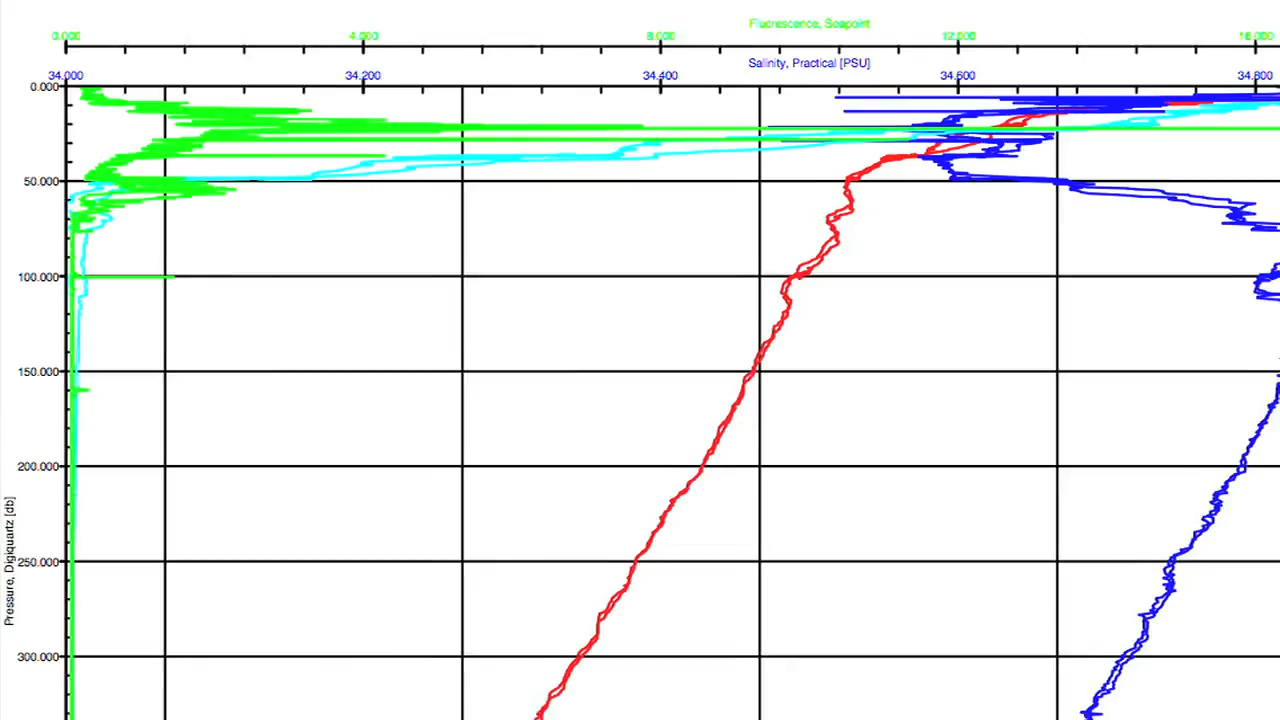 Fluorescence, Seapoint
0.000 4.000 8.000 12.000 16.000
Salinity, Practical [PSU]
34.000 34.200 34.400 34.600 34.800
0.000
50.000
100.000
150.000
200.000
250.000
300.000
Pressure, Digiquartz [db]